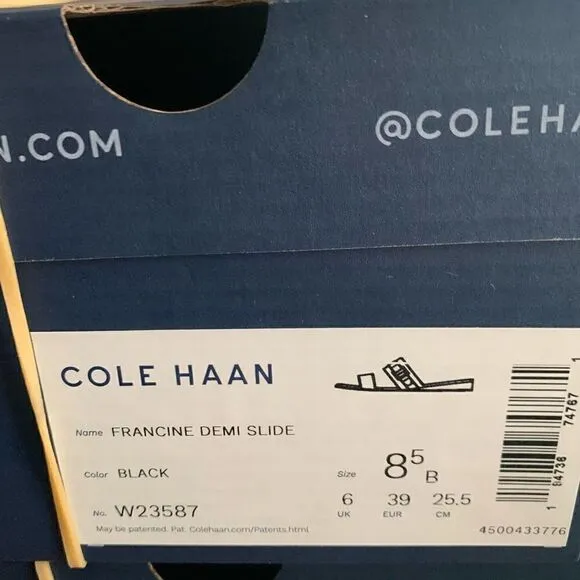 N.COM
@COLEHA
COLE HAAN
Name FRANCINE DEMI SLIDE
Color BLACK
Size 8⁵ B
6 39 25.5
UK EUR CM
No. W23587
May be patented. Pat. Colehaan.com/Patents.html
4500433776
1 94736 74767 1